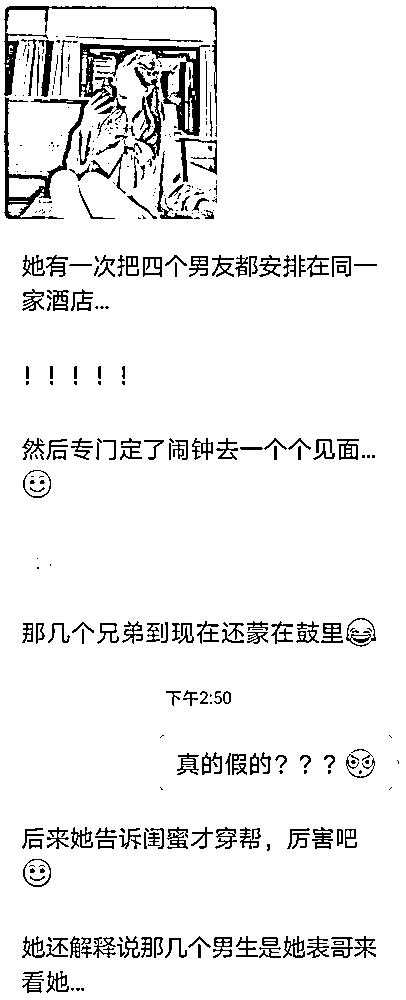 她有一次把四个男友都安排在同一
家酒店...
！！！！！
然后专门定了闹钟去一个个见面...
那几个兄弟到现在还蒙在鼓里😂
下午2:50
真的假的？？？😳
后来她告诉闺蜜才穿帮，厉害吧
🙂
她还解释说那几个男生是她表哥来
看她...